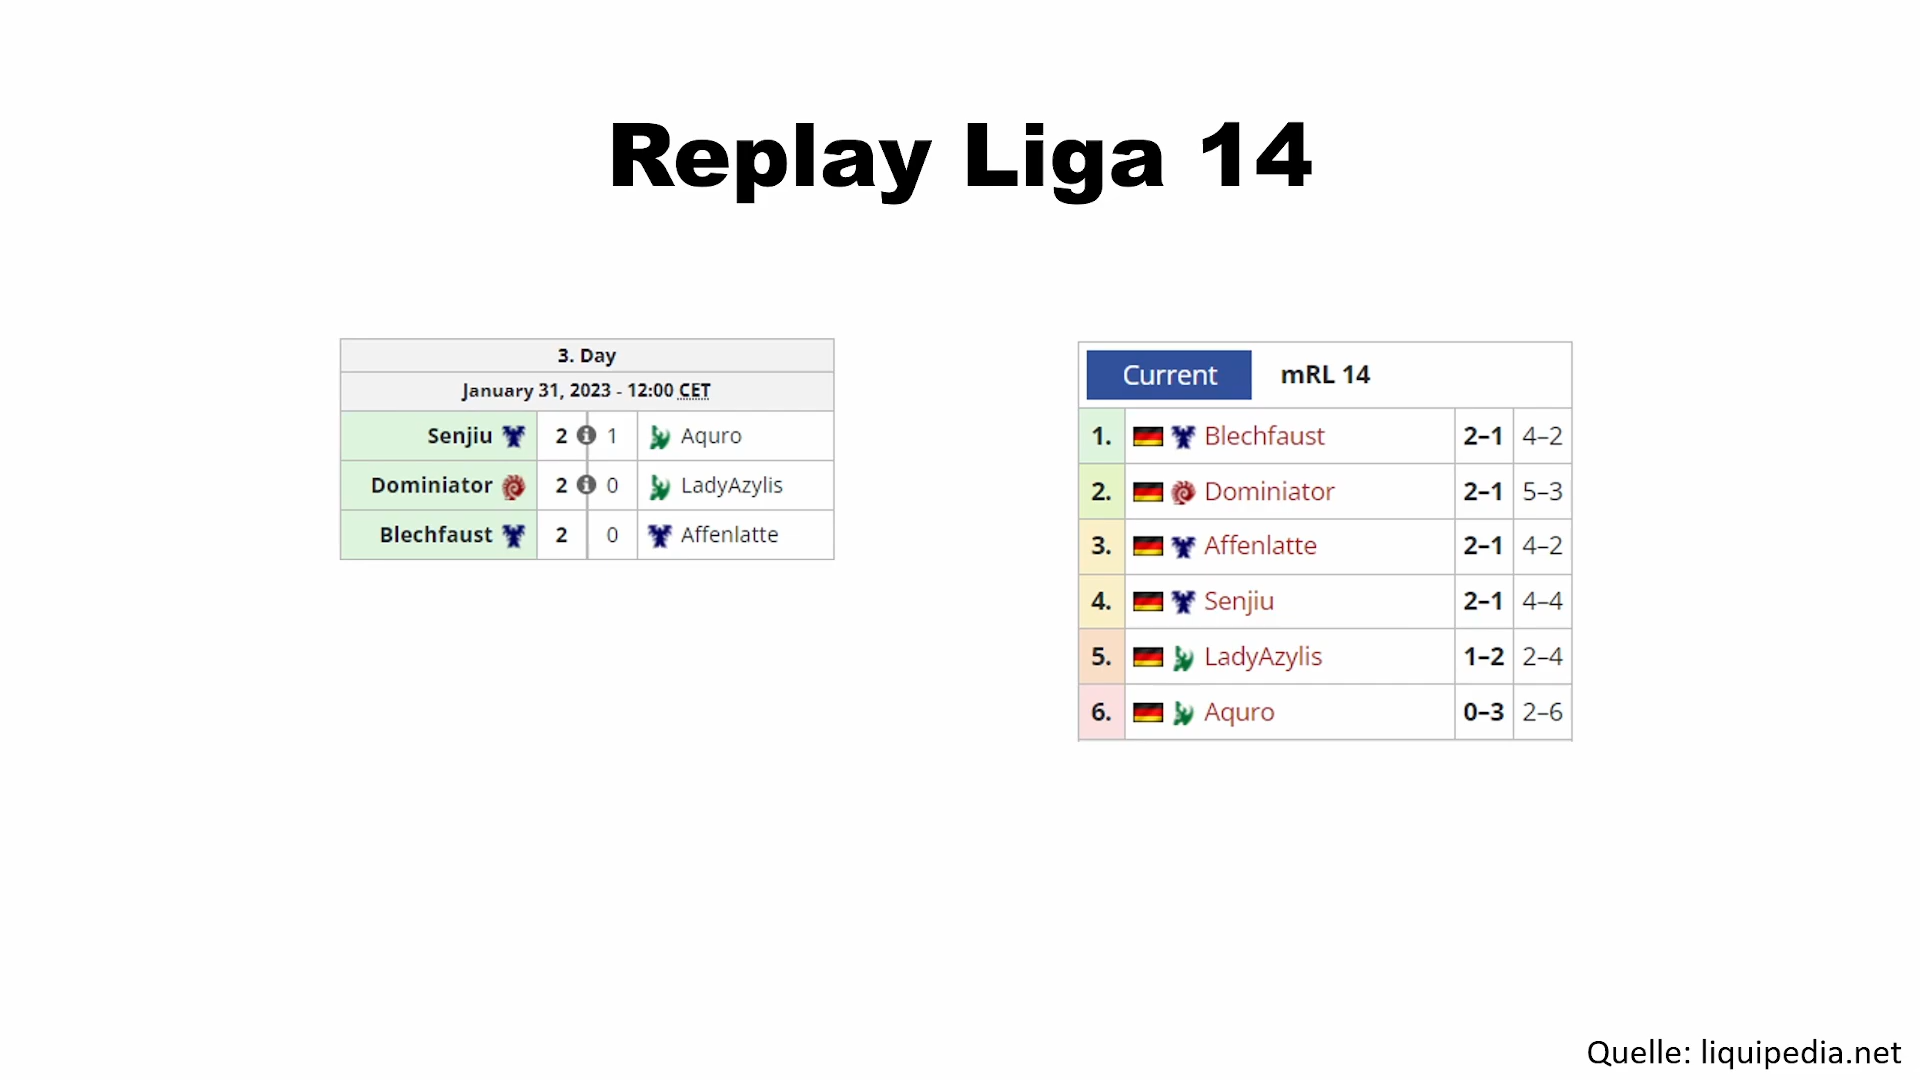 Replay Liga 14
3. Day
January 31, 2023 - 12:00 CET
Senjiu 2 1 Aquro
Dominiator 2 0 LadyAzylis
Blechfaust 2 0 Affenlatte
Current mRL 14
1. Blechfaust 2–1 4–2
2. Dominiator 2–1 5–3
3. Affenlatte 2–1 4–2
4. Senjiu 2–1 4–4
5. LadyAzylis 1–2 2–4
6. Aquro 0–3 2–6
Quelle: liquipedia.net